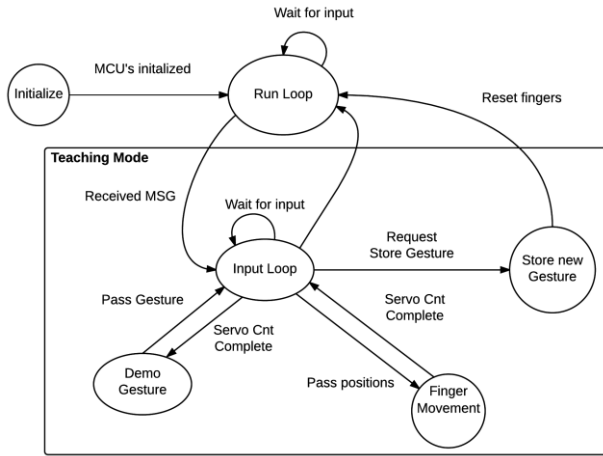 Wait for input
MCU's initalized
Initialize
Run Loop
Reset fingers
Teaching Mode
Received MSG
Wait for input
Input Loop
Request
Store Gesture
Store new
Gesture
Pass Gesture
Servo Cnt
Complete
Servo Cnt
Complete
Demo
Gesture
Pass positions
Finger
Movement